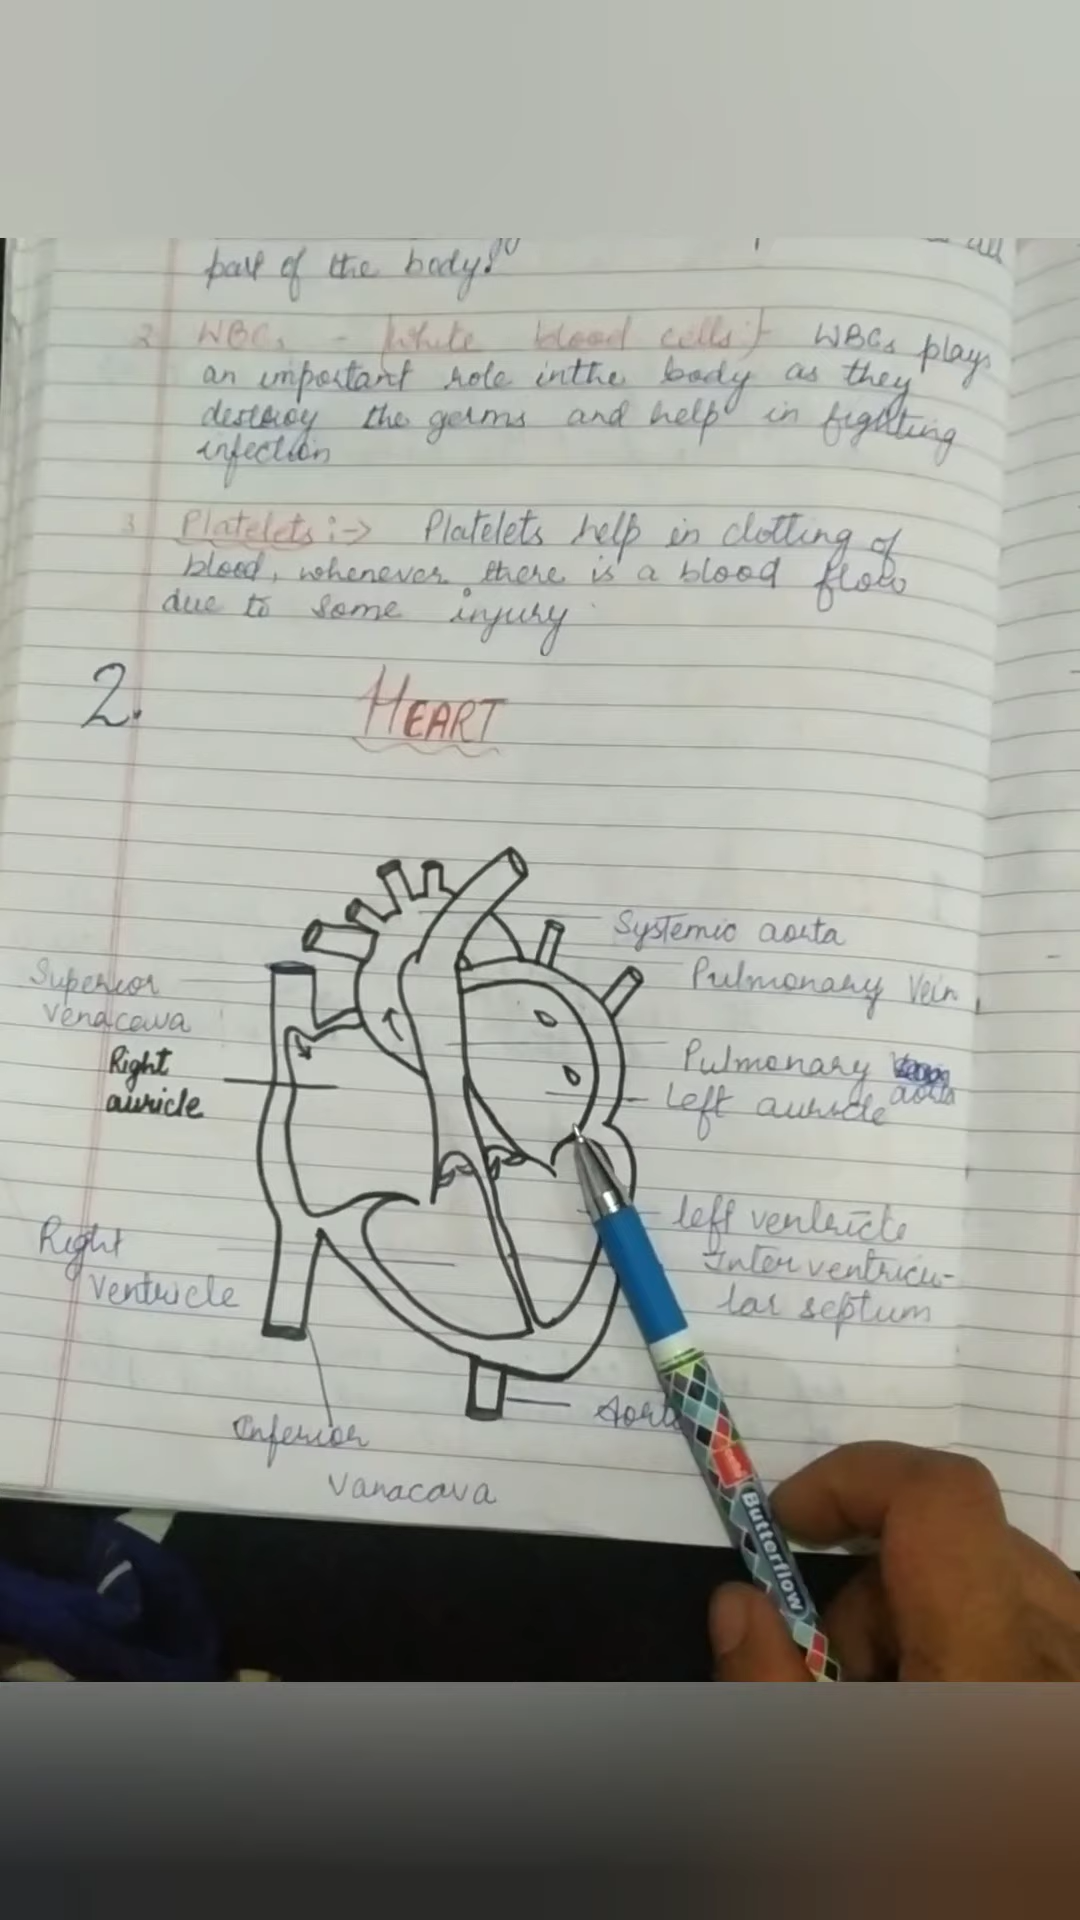 part of the body.
2 WBCs - (White blood cells) WBCs plays
an important role in the body as they
destroy the germs and help in fighting
infection
3 Platelets :-> Platelets help in clotting of
blood, whenever there is a blood flow
due to some injury
2.
HEART
Systemic aorta
Superior
venacava
Pulmonary Vein
Right
auricle
Pulmonary
aorta
Left auricle
Right
Ventricle
left ventricle
Interventricu-
lar septum
Aorta
Inferior
Vanacava
Butterflow